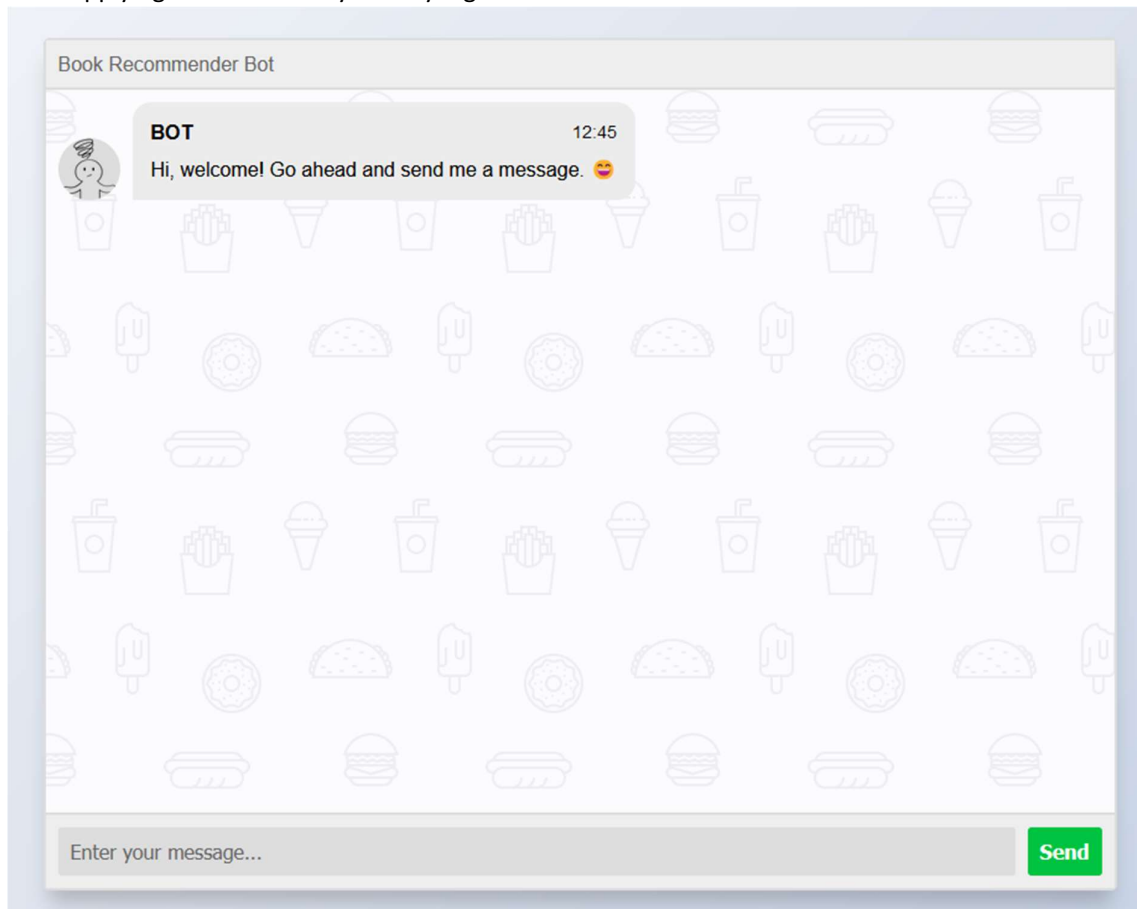 Book Recommender Bot
BOT 12:45
Hi, welcome! Go ahead and send me a message. 😄
Enter your message... Send